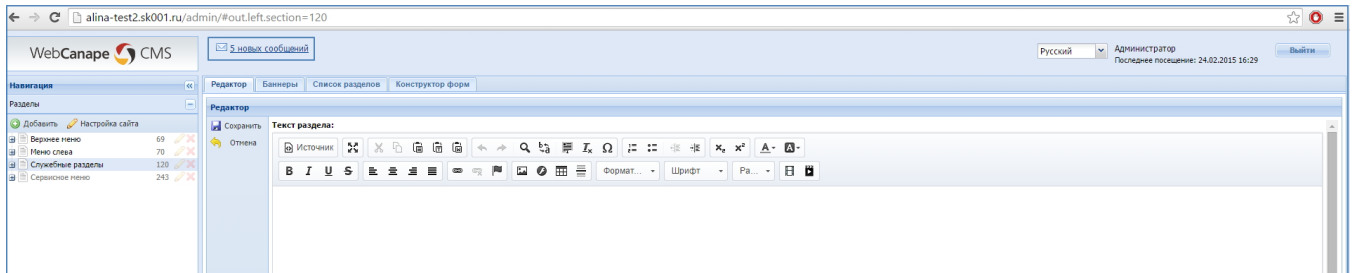 alina-test2.sk001.ru/admin/#out.left.section=120
WebCanape CMS
5 новых сообщений
Русский
Администратор
Последнее посещение: 24.02.2015 16:29
Выйти
Навигация
Редактор Баннеры Список разделов Конструктор форм
Разделы
Редактор
Добавить Настройка сайта
Сохранить
Текст раздела:
Верхнее меню 69
Отмена
Источник
Меню слева 70
Служебные разделы 120
Формат... Шрифт Ра...
Сервисное меню 243